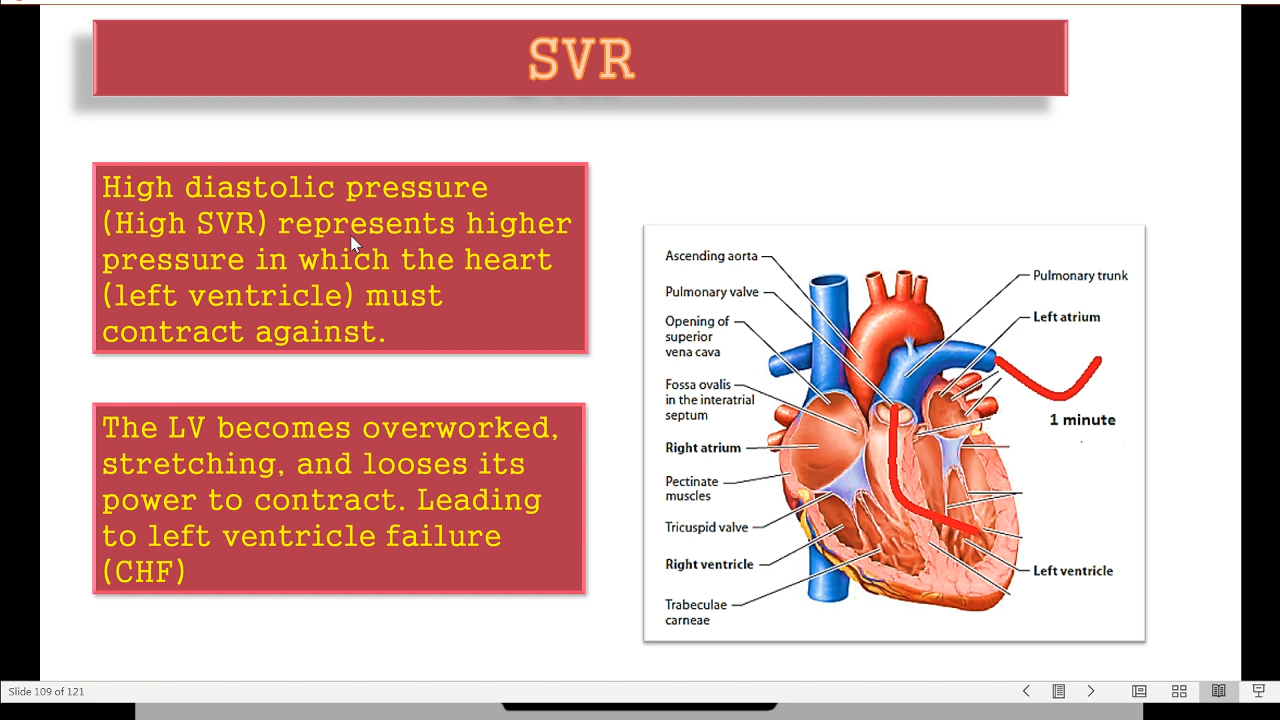 SVR
High diastolic pressure
(High SVR) represents higher
pressure in which the heart
(left ventricle) must
contract against.
The LV becomes overworked,
stretching, and looses its
power to contract. Leading
to left ventricle failure
(CHF)
Ascending aorta
Pulmonary valve
Opening of
superior
vena cava
Fossa ovalis
in the interatrial
septum
Right atrium
Pectinate
muscles
Tricuspid valve
Right ventricle
Trabeculae
carneae
Pulmonary trunk
Left atrium
1 minute
Left ventricle
Slide 109 of 121